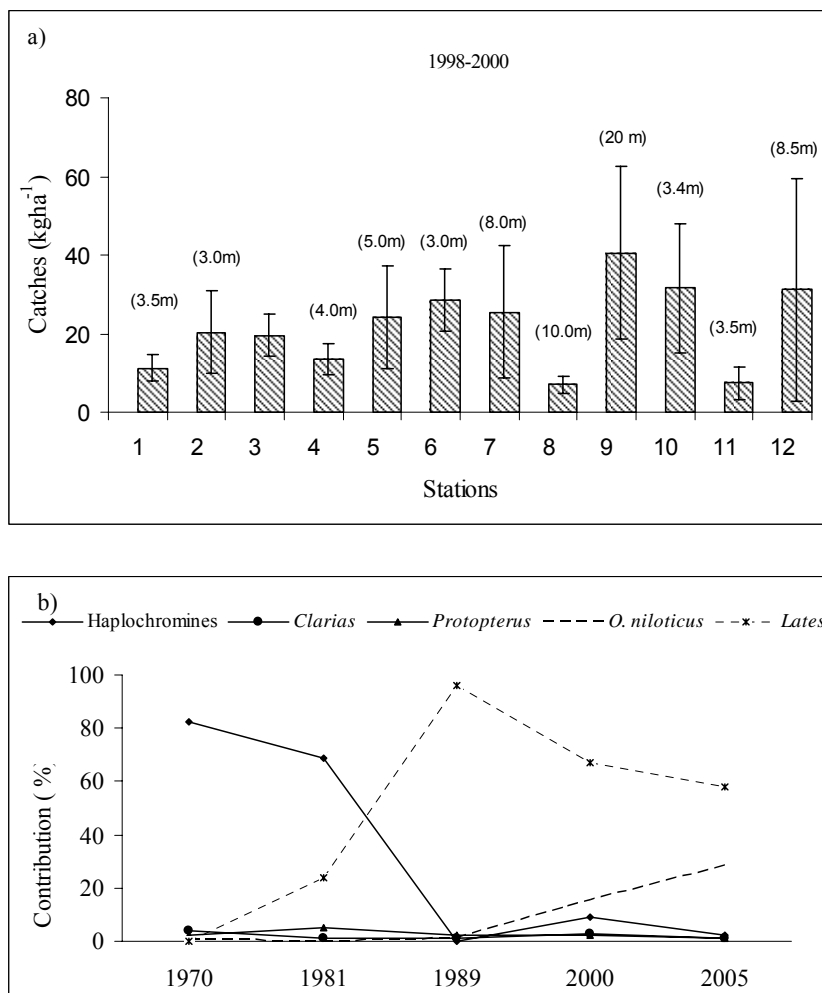 a)
1998-2000
Catches (kgha-1)
80
60
40
20
0
(3.5m)
(3.0m)
(4.0m)
(5.0m)
(3.0m)
(8.0m)
(10.0m)
(20 m)
(3.4m)
(3.5m)
(8.5m)
1 2 3 4 5 6 7 8 9 10 11 12
Stations
b)
Haplochromines Clarias Protopterus O. niloticus Lates
Contribution ( %)
100
80
60
40
20
0
1970 1981 1989 2000 2005